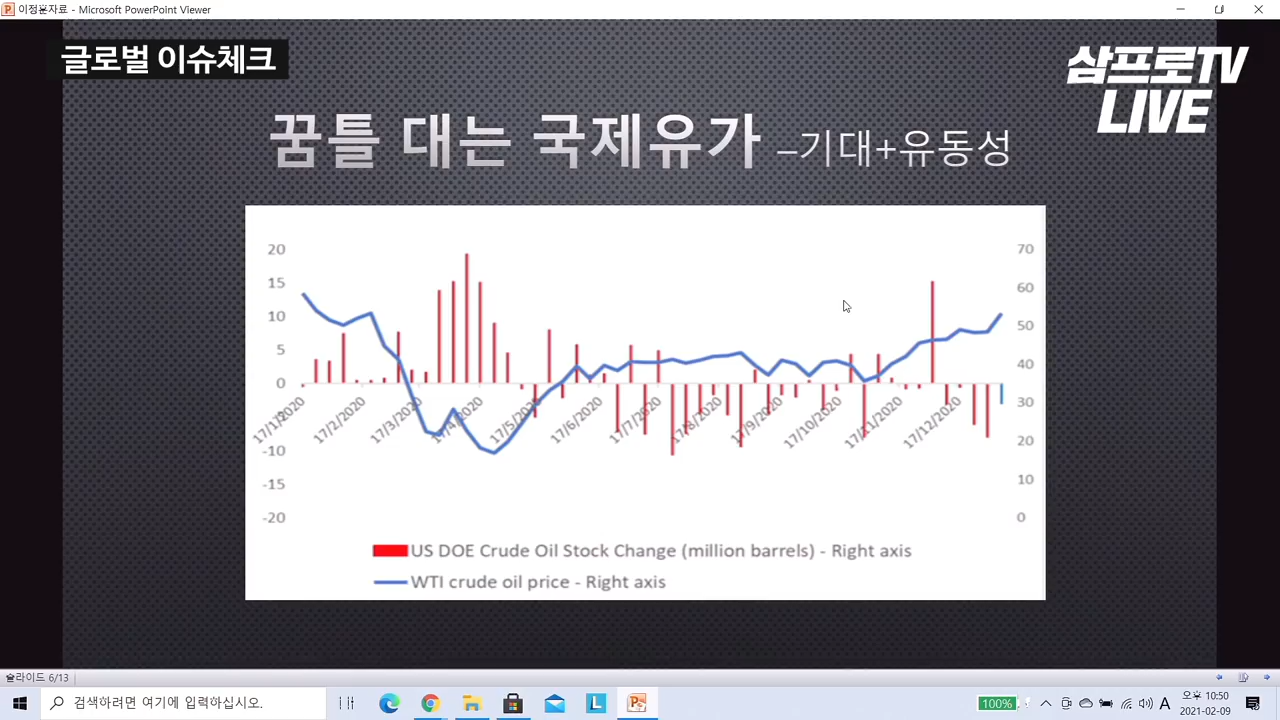 이정훈자료 - Microsoft PowerPoint Viewer
글로벌 이슈체크
삼프로TV
LIVE
꿈틀 대는 국제유가 –기대+유동성
20
15
10
5
0
-5
-10
-15
-20
70
60
50
40
30
20
10
0
17/1/2020
17/2/2020
17/3/2020
17/4/2020
17/5/2020
17/6/2020
17/7/2020
17/8/2020
17/9/2020
17/10/2020
17/11/2020
17/12/2020
US DOE Crude Oil Stock Change (million barrels) - Right axis
WTI crude oil price - Right axis
슬라이드 6/13
검색하려면 여기에 입력하십시오.
100%
A
오후 10:50
2021-02-09